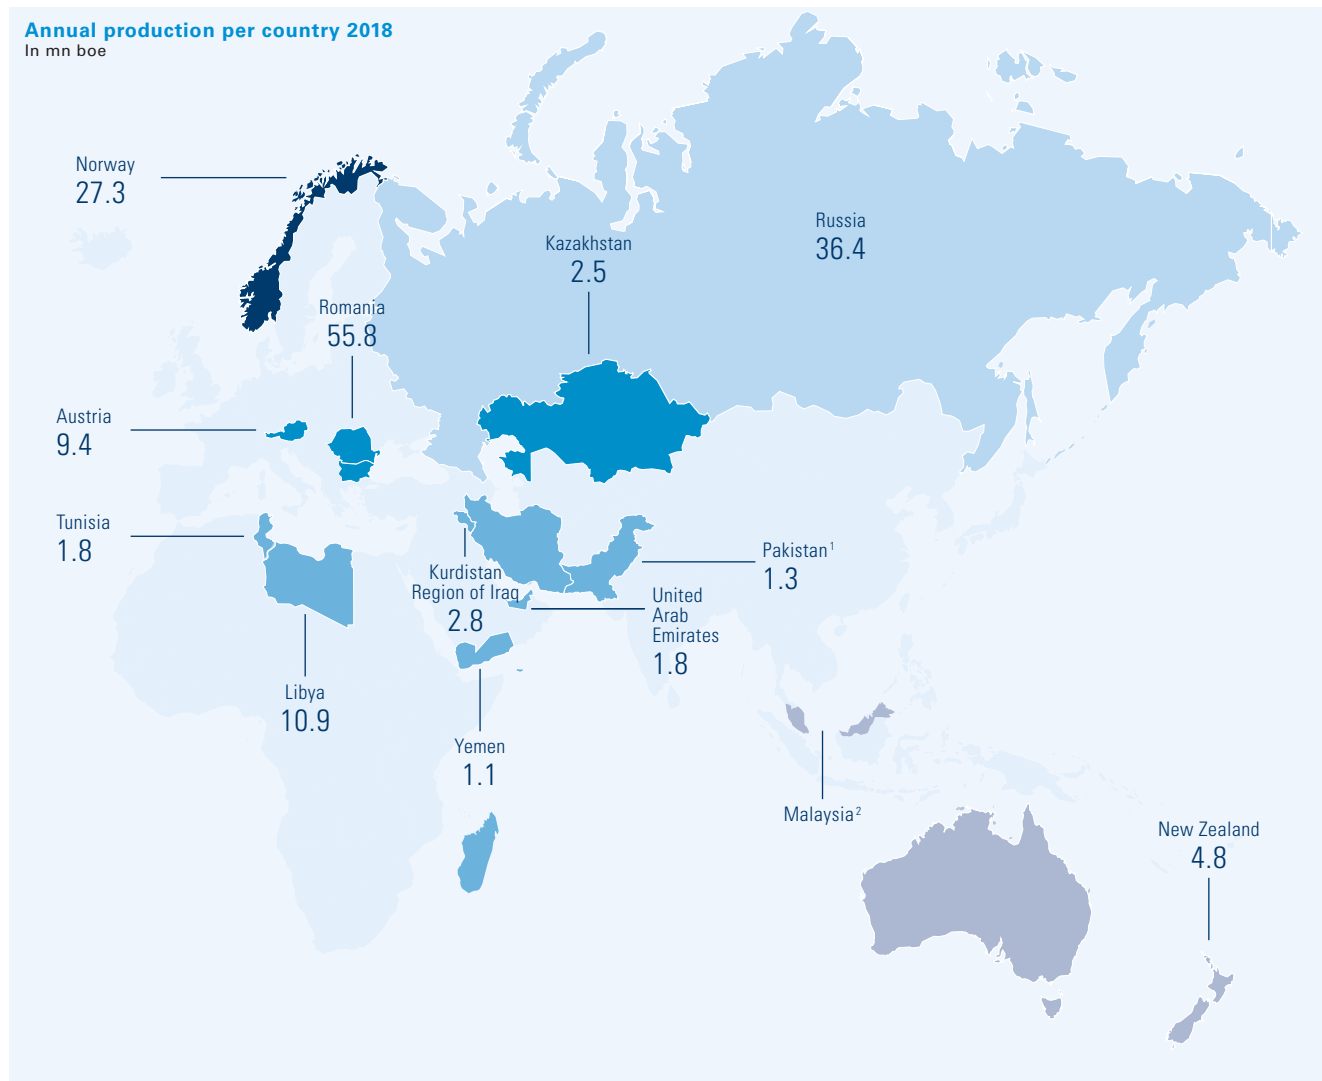 Annual production per country 2018
In mn boe
Norway
27.3
Russia
36.4
Kazakhstan
2.5
Romania
55.8
Austria
9.4
Tunisia
1.8
Pakistan¹
1.3
Kurdistan
Region of Iraq
2.8
United
Arab
Emirates
1.8
Libya
10.9
Yemen
1.1
Malaysia²
New Zealand
4.8